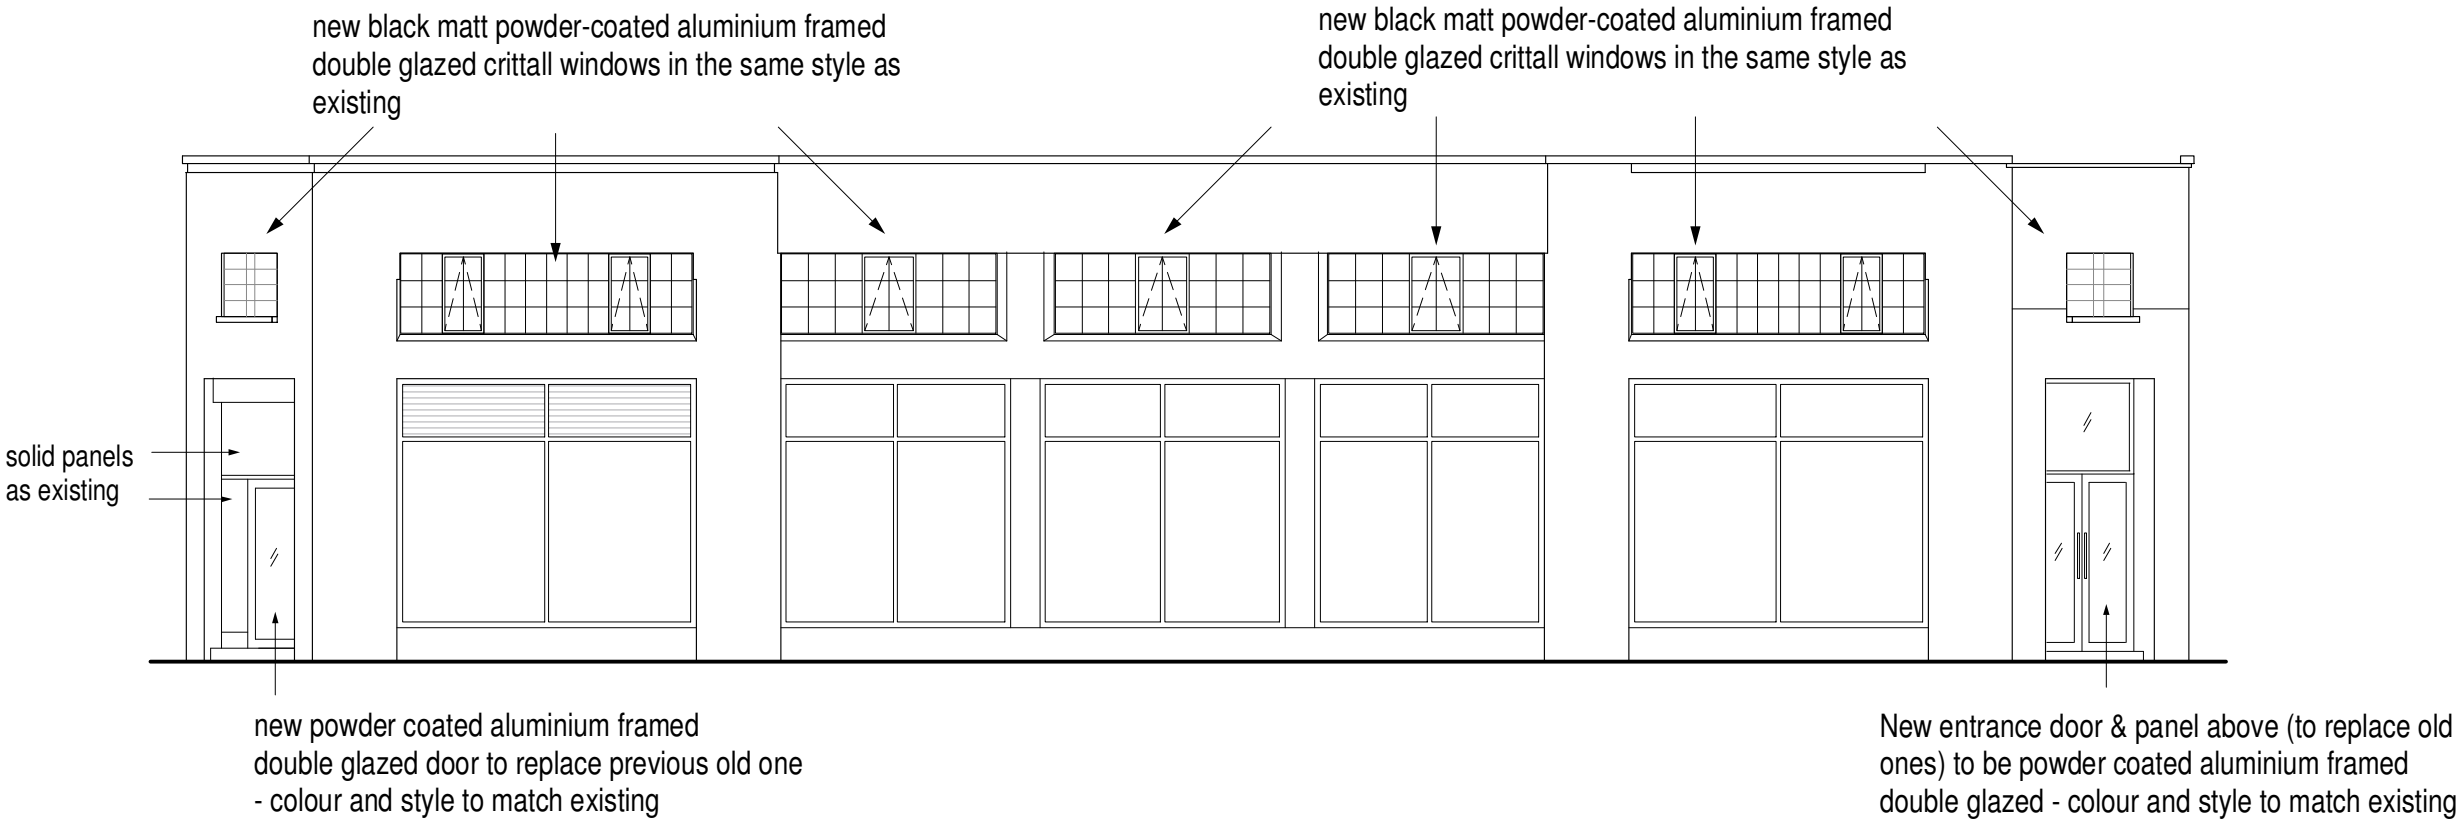 new black matt powder-coated aluminium framed
double glazed crittall windows in the same style as
existing
new black matt powder-coated aluminium framed
double glazed crittall windows in the same style as
existing
solid panels
as existing
new powder coated aluminium framed
double glazed door to replace previous old one
- colour and style to match existing
New entrance door & panel above (to replace old
ones) to be powder coated aluminium framed
double glazed - colour and style to match existing